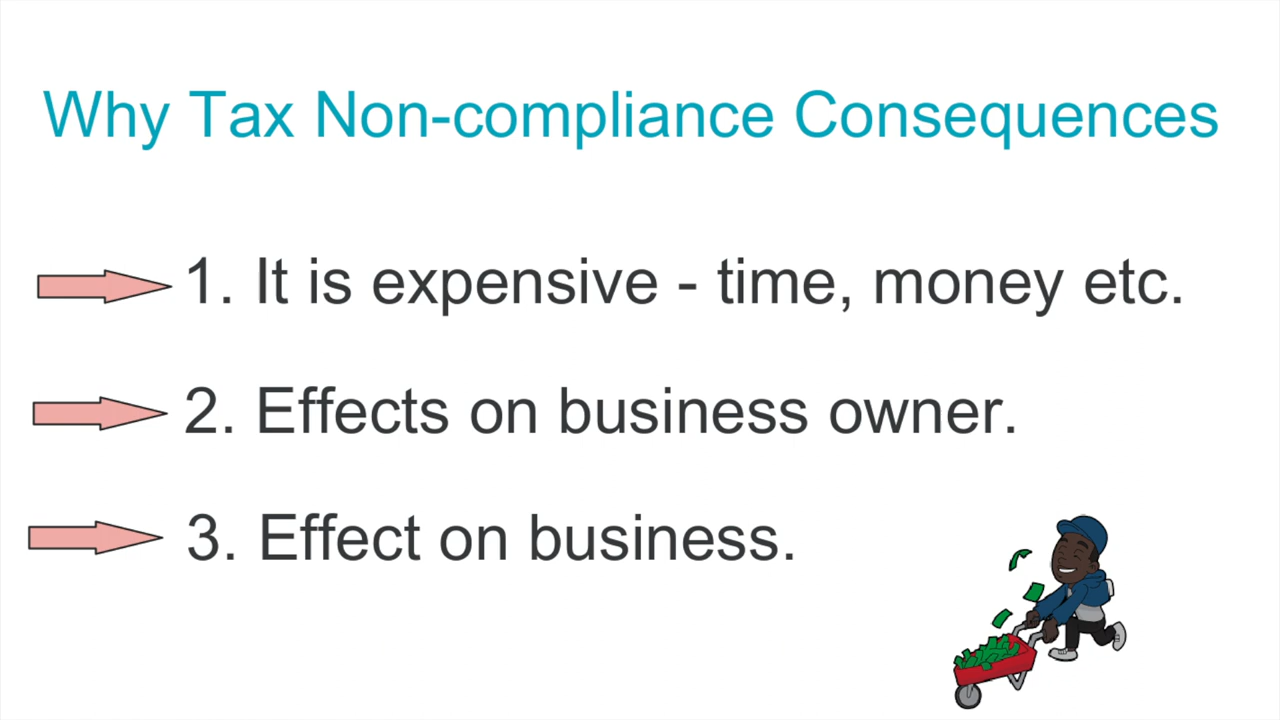 Why Tax Non-compliance Consequences
1. It is expensive - time, money etc.
2. Effects on business owner.
3. Effect on business.